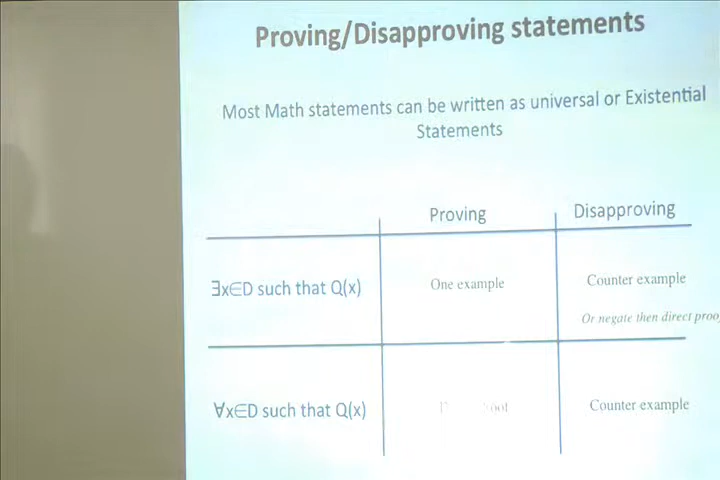 Proving/Disapproving statements
Most Math statements can be written as universal or Existential
Statements
Proving
Disapproving
∃x∈D such that Q(x)
One example
Counter example
Or negate then direct
∀x∈D such that Q(x)
Counter example